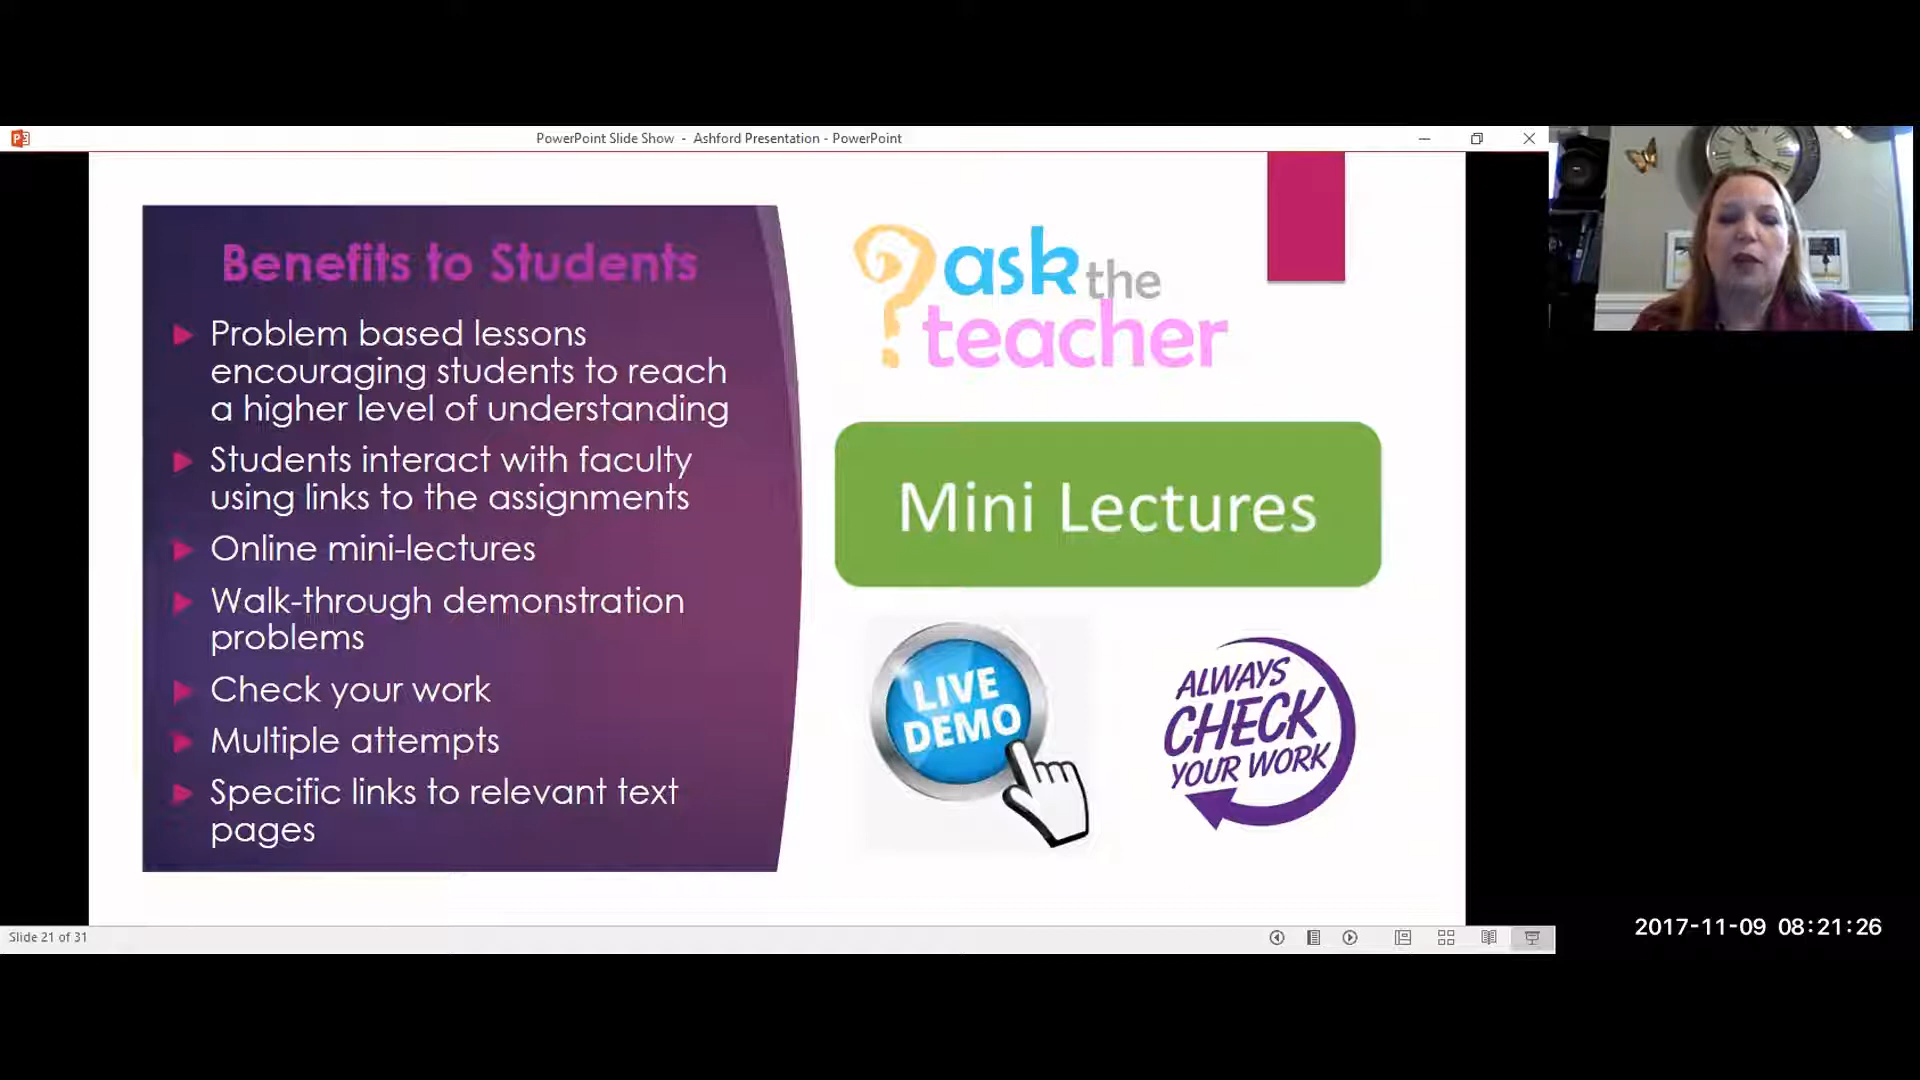 PowerPoint Slide Show - Ashford Presentation - PowerPoint
Benefits to Students
Problem based lessons
encouraging students to reach
a higher level of understanding
Students interact with faculty
using links to the assignments
Online mini-lectures
Walk-through demonstration
problems
Check your work
Multiple attempts
Specific links to relevant text
pages
ask the
teacher
Mini Lectures
LIVE
DEMO
ALWAYS
CHECK
YOUR WORK
Slide 21 of 31
2017-11-09 08:21:26